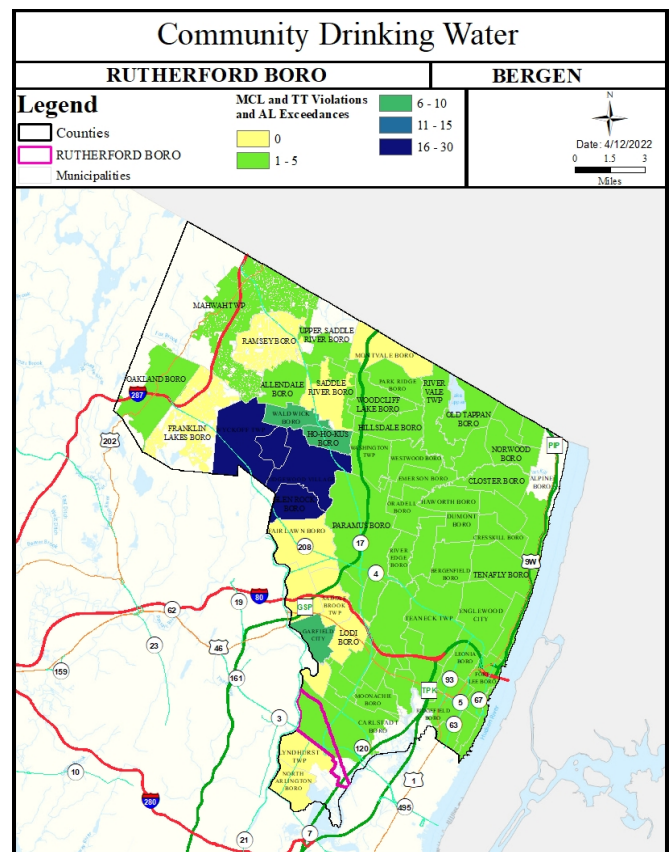 Community Drinking Water
RUTHERFORD BORO
BERGEN
Legend
Counties
RUTHERFORD BORO
Municipalities
MCL and TT Violations
and AL Exceedances
0
1 - 5
6 - 10
11 - 15
16 - 30
N
Date: 4/12/2022
0 1.5 3
Miles
MAHWAH TWP
UPPER SADDLE
RIVER BORO
RAMSEY BORO
MONTVALE BORO
OAKLAND BORO
287
ALLENDALE
BORO
SADDLE
RIVER BORO
PARK RIDGE
BORO
RIVER
VALE
TWP
WOODCLIFF
LAKE BORO
OLD TAPPAN
BORO
FRANKLIN
LAKES BORO
WALDWICK
BORO
HO-HO-KUS
BORO
HILLSDALE BORO
202
WASHINGTON
TWP
WESTWOOD BORO
NORWOOD
BORO
PIP
EMERSON BORO
CLOSTER BORO
ALPINE
BORO
GLEN ROCK
BORO
ORADELL
BORO
HAWORTH BORO
DUMONT
BORO
PARAMUS BORO
FAIR LAWN BORO
208
17
CRESSKILL BORO
RIVER
EDGE
BORO
4
BERGENFIELD
BORO
TENAFLY BORO
9W
80
19
62
GSP
BROOK
TWP
ENGLEWOOD
CITY
TEANECK TWP
GARFIELD
CITY
LODI
BORO
23
46
LEONIA
BORO
FORT
LEE BORO
159
161
93
TPK
5
67
MOONACHIE
BORO
RIDGEFIELD
BORO
3
CARLSTADT
BORO
63
120
LYNDHURST
TWP
10
NORTH
ARLINGTON
BORO
1
280
495
21
7